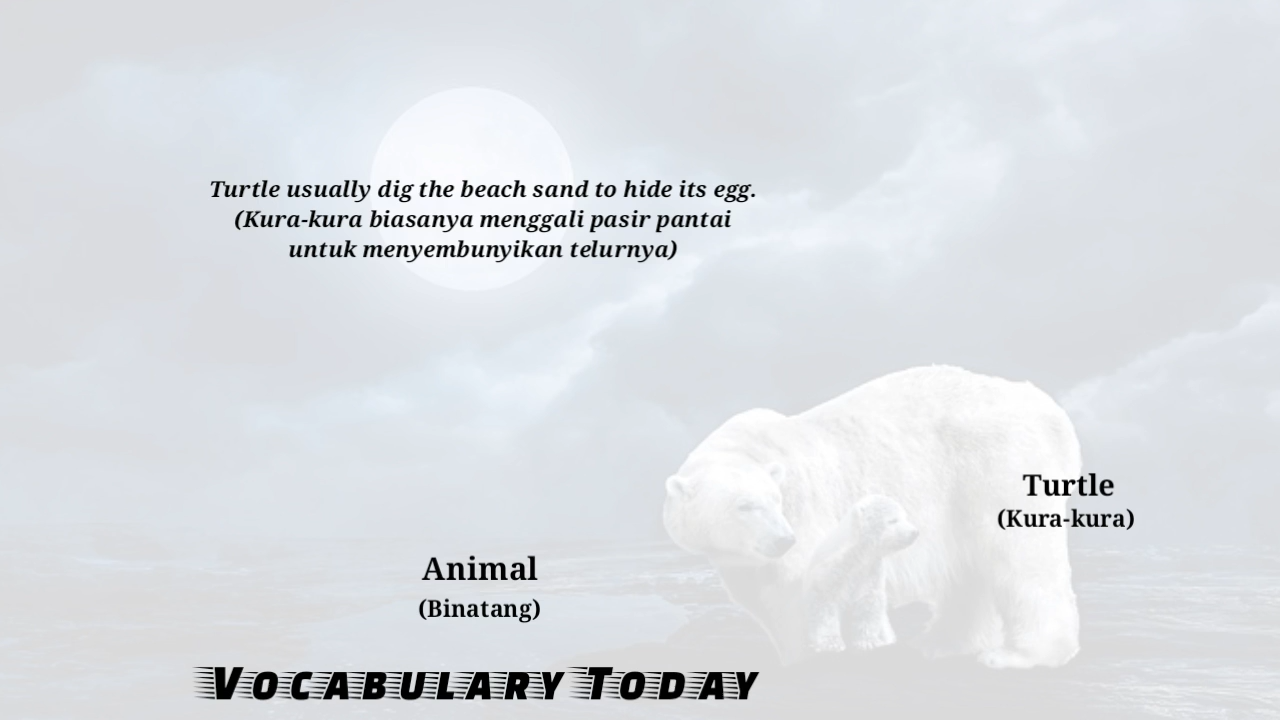 Turtle usually dig the beach sand to hide its egg.
(Kura-kura biasanya menggali pasir pantai
untuk menyembunyikan telurnya)
Turtle
(Kura-kura)
Animal
(Binatang)
Vocabulary Today